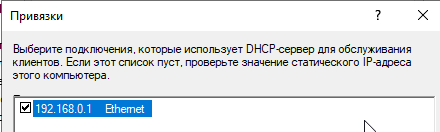 Привязки
?
Выберите подключения, которые использует DHCP-сервер для обслуживания
клиентов. Если этот список пуст, проверьте значение статического IP-адреса
этого компьютера.
192.168.0.1 Ethernet